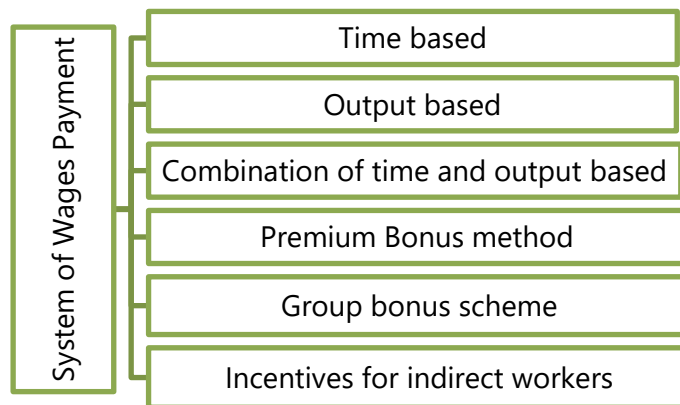 System of Wages Payment
Time based
Output based
Combination of time and output based
Premium Bonus method
Group bonus scheme
Incentives for indirect workers